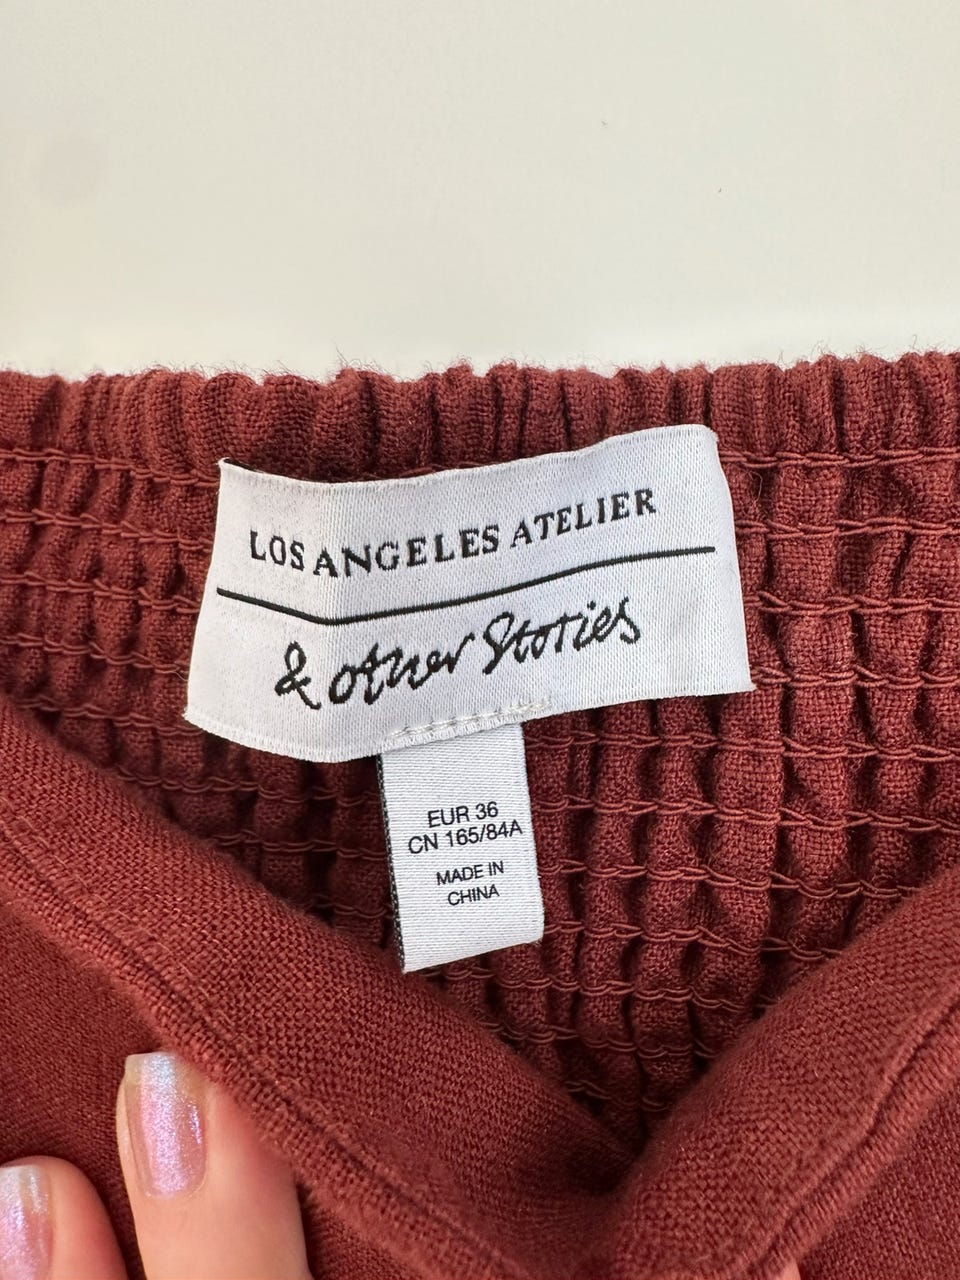 LOS ANGELES ATELIER
& other Stories
EUR 36
CN 165/84A
MADE IN
CHINA